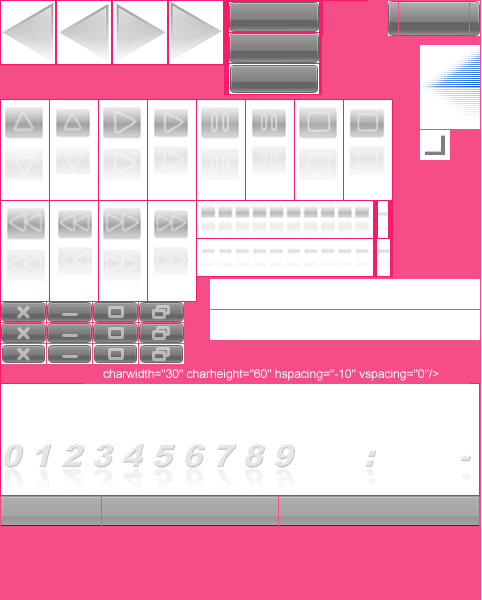 charwidth="30" charheight="60" hspacing="-10" vspacing="0"/>
0 1 2 3 4 5 6 7 8 9 : -